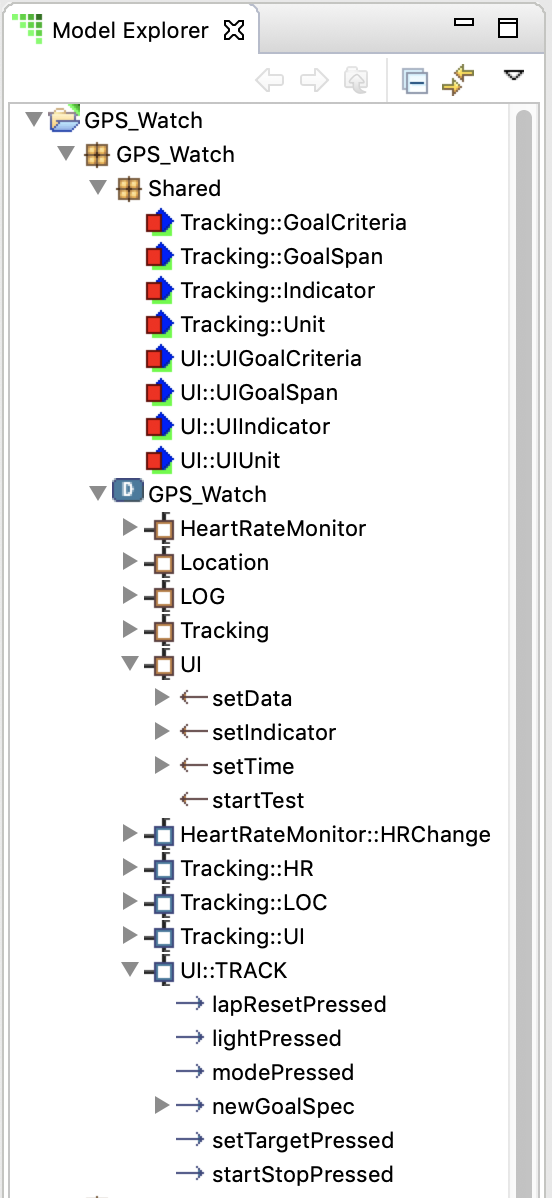 Model Explorer
GPS_Watch
GPS_Watch
Shared
Tracking::GoalCriteria
Tracking::GoalSpan
Tracking::Indicator
Tracking::Unit
UI::UIGoalCriteria
UI::UIGoalSpan
UI::UIIndicator
UI::UIUnit
D GPS_Watch
HeartRateMonitor
Location
LOG
Tracking
UI
setData
setIndicator
setTime
startTest
HeartRateMonitor::HRChange
Tracking::HR
Tracking::LOC
Tracking::UI
UI::TRACK
lapResetPressed
lightPressed
modePressed
newGoalSpec
setTargetPressed
startStopPressed